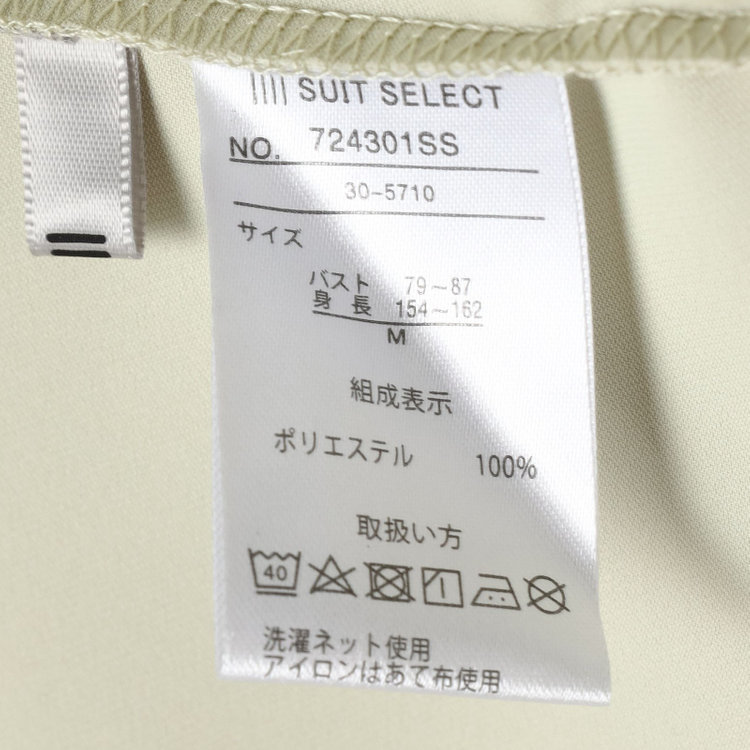 SUIT SELECT
NO. 724301SS
30-5710
サイズ
バスト 79~87
身長 154~162
M
組成表示
ポリエステル 100%
取扱い方
40
洗濯ネット使用
アイロンはあて布使用